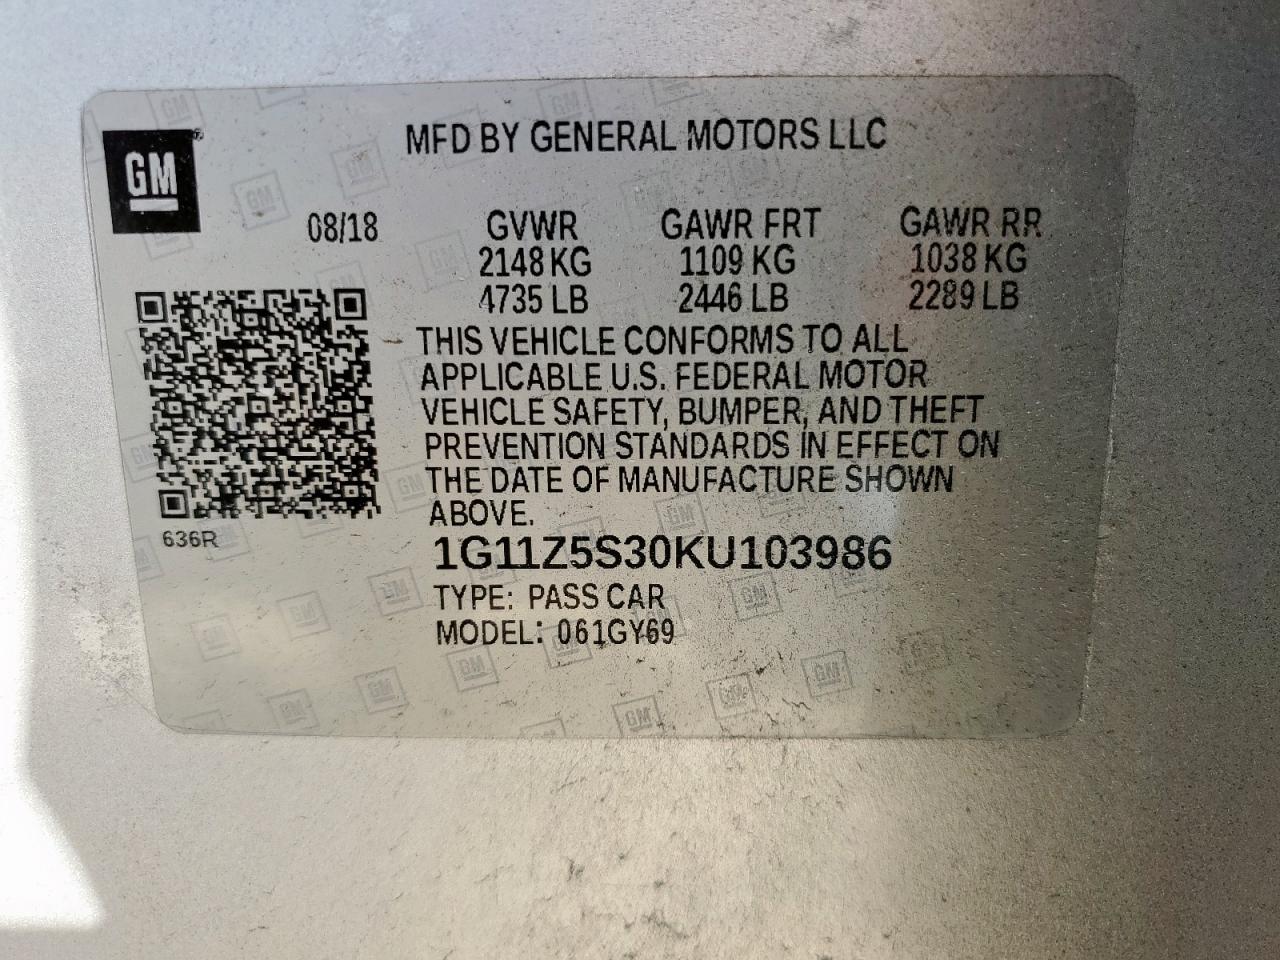 GM
MFD BY GENERAL MOTORS LLC
08/18 GVWR GAWR FRT GAWR RR
2148 KG 1109 KG 1038 KG
4735 LB 2446 LB 2289 LB
THIS VEHICLE CONFORMS TO ALL
APPLICABLE U.S. FEDERAL MOTOR
VEHICLE SAFETY, BUMPER, AND THEFT
PREVENTION STANDARDS IN EFFECT ON
THE DATE OF MANUFACTURE SHOWN
ABOVE.
636R
1G11Z5S30KU103986
TYPE: PASS CAR
MODEL: 061GY69